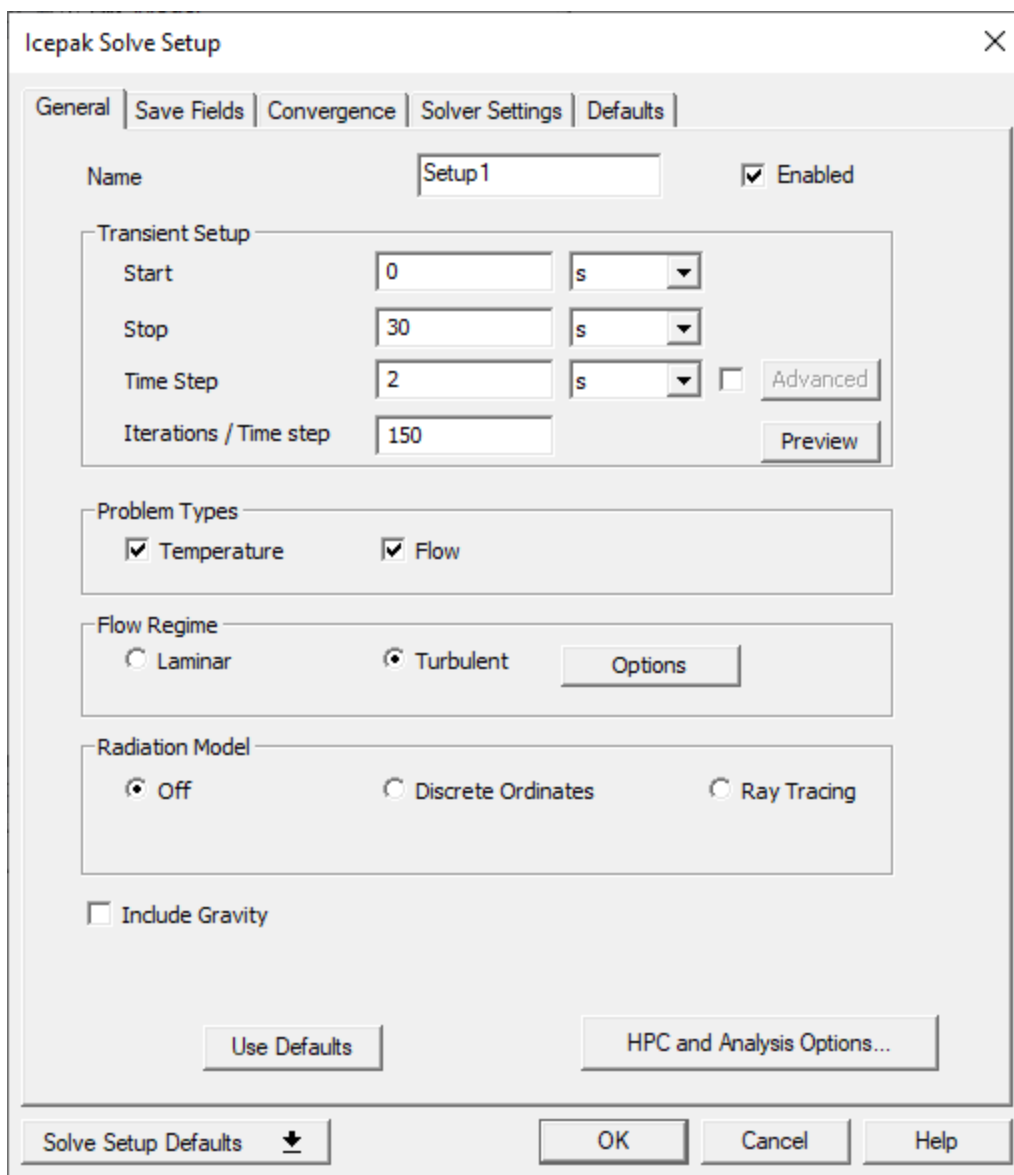 Icepak Solve Setup
General Save Fields Convergence Solver Settings Defaults
Name Setup1 Enabled
Transient Setup
Start 0 s
Stop 30 s
Time Step 2 s Advanced
Iterations / Time step 150 Preview
Problem Types
Temperature Flow
Flow Regime
Laminar Turbulent Options
Radiation Model
Off Discrete Ordinates Ray Tracing
Include Gravity
Use Defaults HPC and Analysis Options...
Solve Setup Defaults OK Cancel Help